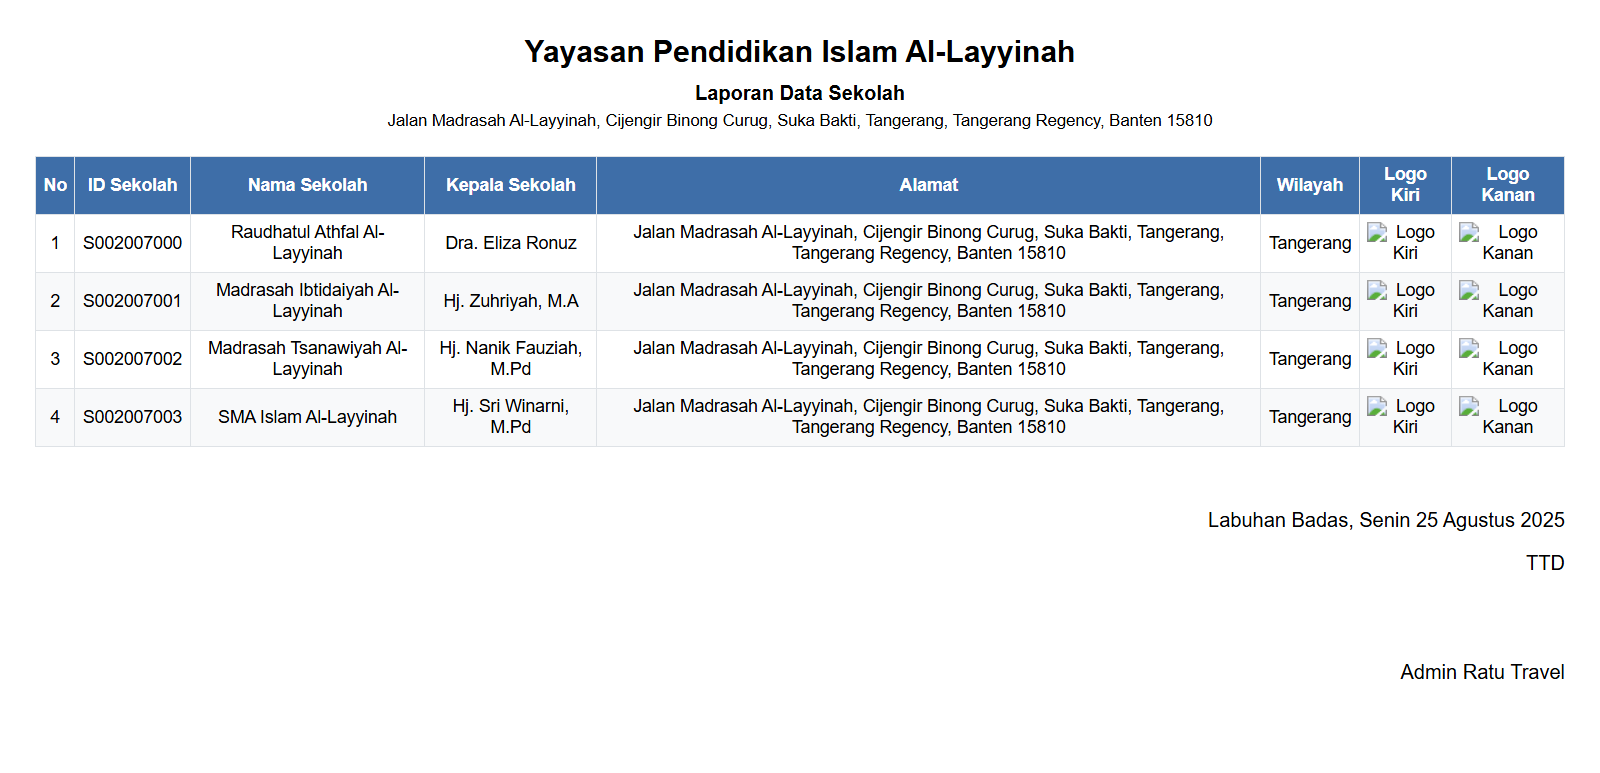 Yayasan Pendidikan Islam Al-Layyinah
Laporan Data Sekolah
Jalan Madrasah Al-Layyinah, Cijengir Binong Curug, Suka Bakti, Tangerang, Tangerang Regency, Banten 15810
No ID Sekolah Nama Sekolah Kepala Sekolah Alamat Wilayah Logo Kiri Logo Kanan
1 S002007000 Raudhatul Athfal Al-Layyinah Dra. Eliza Ronuz Jalan Madrasah Al-Layyinah, Cijengir Binong Curug, Suka Bakti, Tangerang, Tangerang Regency, Banten 15810 Tangerang Logo Kiri Logo Kanan
2 S002007001 Madrasah Ibtidaiyah Al-Layyinah Hj. Zuhriyah, M.A Jalan Madrasah Al-Layyinah, Cijengir Binong Curug, Suka Bakti, Tangerang, Tangerang Regency, Banten 15810 Tangerang Logo Kiri Logo Kanan
3 S002007002 Madrasah Tsanawiyah Al-Layyinah Hj. Nanik Fauziah, M.Pd Jalan Madrasah Al-Layyinah, Cijengir Binong Curug, Suka Bakti, Tangerang, Tangerang Regency, Banten 15810 Tangerang Logo Kiri Logo Kanan
4 S002007003 SMA Islam Al-Layyinah Hj. Sri Winarni, M.Pd Jalan Madrasah Al-Layyinah, Cijengir Binong Curug, Suka Bakti, Tangerang, Tangerang Regency, Banten 15810 Tangerang Logo Kiri Logo Kanan
Labuhan Badas, Senin 25 Agustus 2025
TTD
Admin Ratu Travel